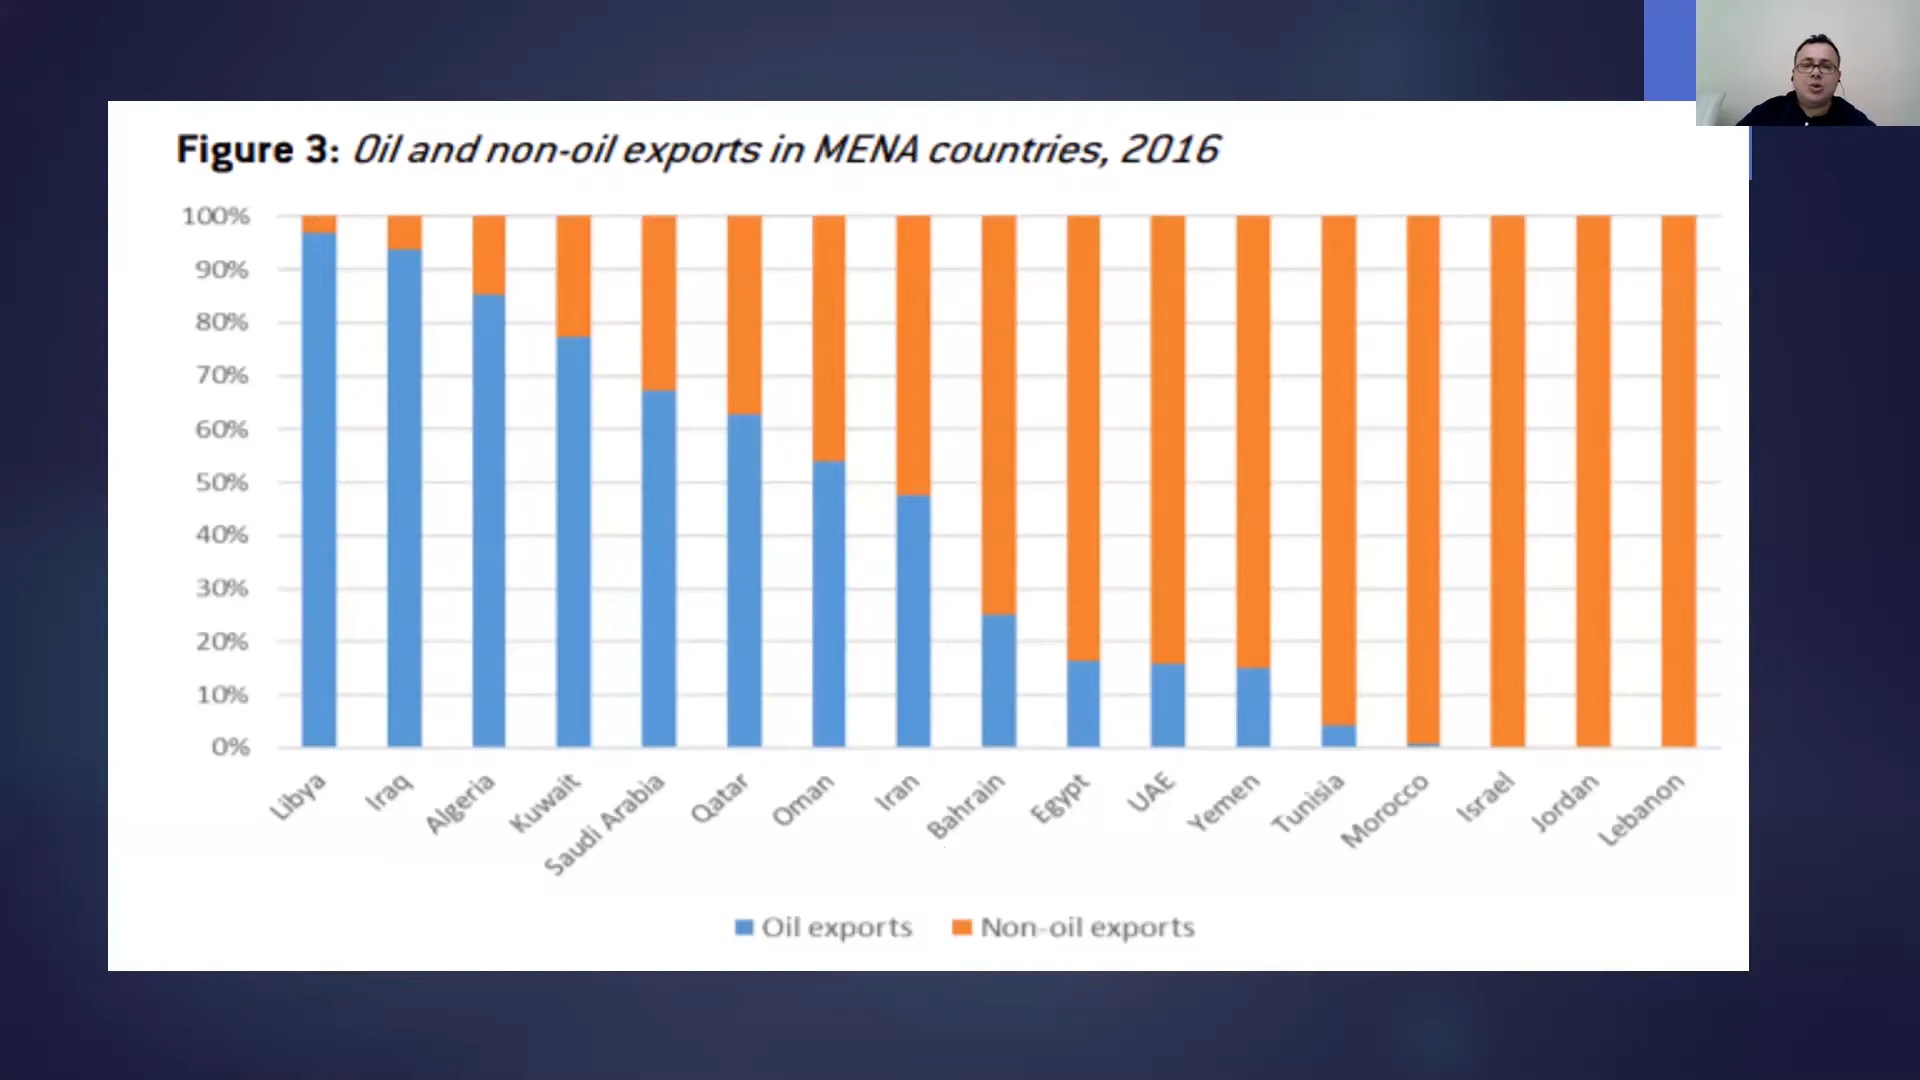 Figure 3: Oil and non-oil exports in MENA countries, 2016
100%
90%
80%
70%
60%
50%
40%
30%
20%
10%
0%
Libya
Iraq
Algeria
Kuwait
Saudi Arabia
Qatar
Oman
Iran
Bahrain
Egypt
UAE
Yemen
Tunisia
Morocco
Israel
Jordan
Lebanon
Oil exports
Non-oil exports